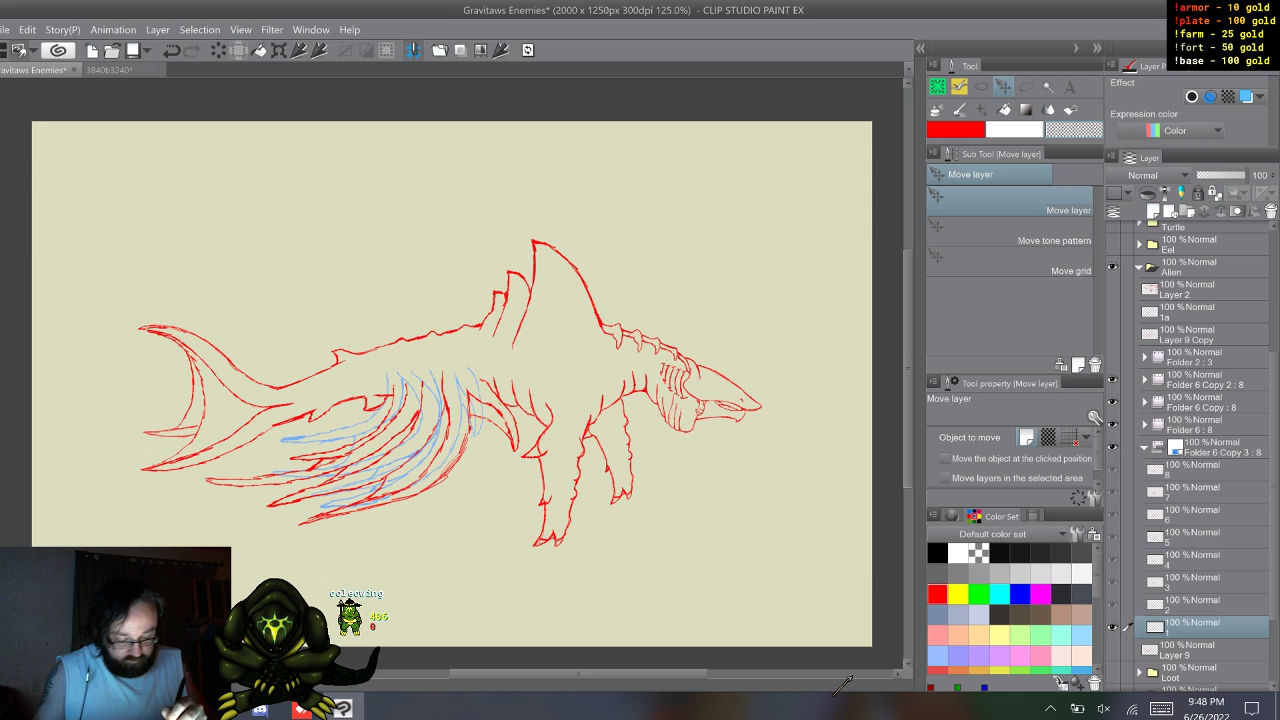 Gravitaws Enemies* (2000 x 1250px 300dpi 125.0%) - CLIP STUDIO PAINT EX
!armor - 10 gold
!plate - 100 gold
!farm - 25 gold
!fort - 50 gold
!base - 100 gold
ile Edit Story(P) Animation Layer Selection View Filter Window Help
avitaws Enemies* 3840b3240*
Tool
Sub Tool [Move layer]
Move layer
Move layer
Move tone pattern
Move grid
Tool property [Move layer]
Move layer
Object to move
Move the object at the clicked position
Move layers in the selected area
Color Set
Default color set
Layer P
Effect
Expression color
Color
Layer
Normal 100
Turtle
100 %Normal
Eel
100 %Normal
Alien
100 %Normal
Layer 2
100 %Normal
1a
100 %Normal
Layer 9 Copy
100 %Normal
Folder 2 : 3
100 %Normal
Folder 6 Copy 2 : 8
100 %Normal
Folder 6 Copy : 8
100 %Normal
Folder 6 : 8
100 %Normal
Folder 6 Copy 3 : 8
100 %Normal
8
100 %Normal
7
100 %Normal
6
100 %Normal
5
100 %Normal
4
100 %Normal
3
100 %Normal
2
100 %Normal
1
100 %Normal
Layer 9
100 %Normal
Loot
coleowing
406
0
9:48 PM
6/26/2022